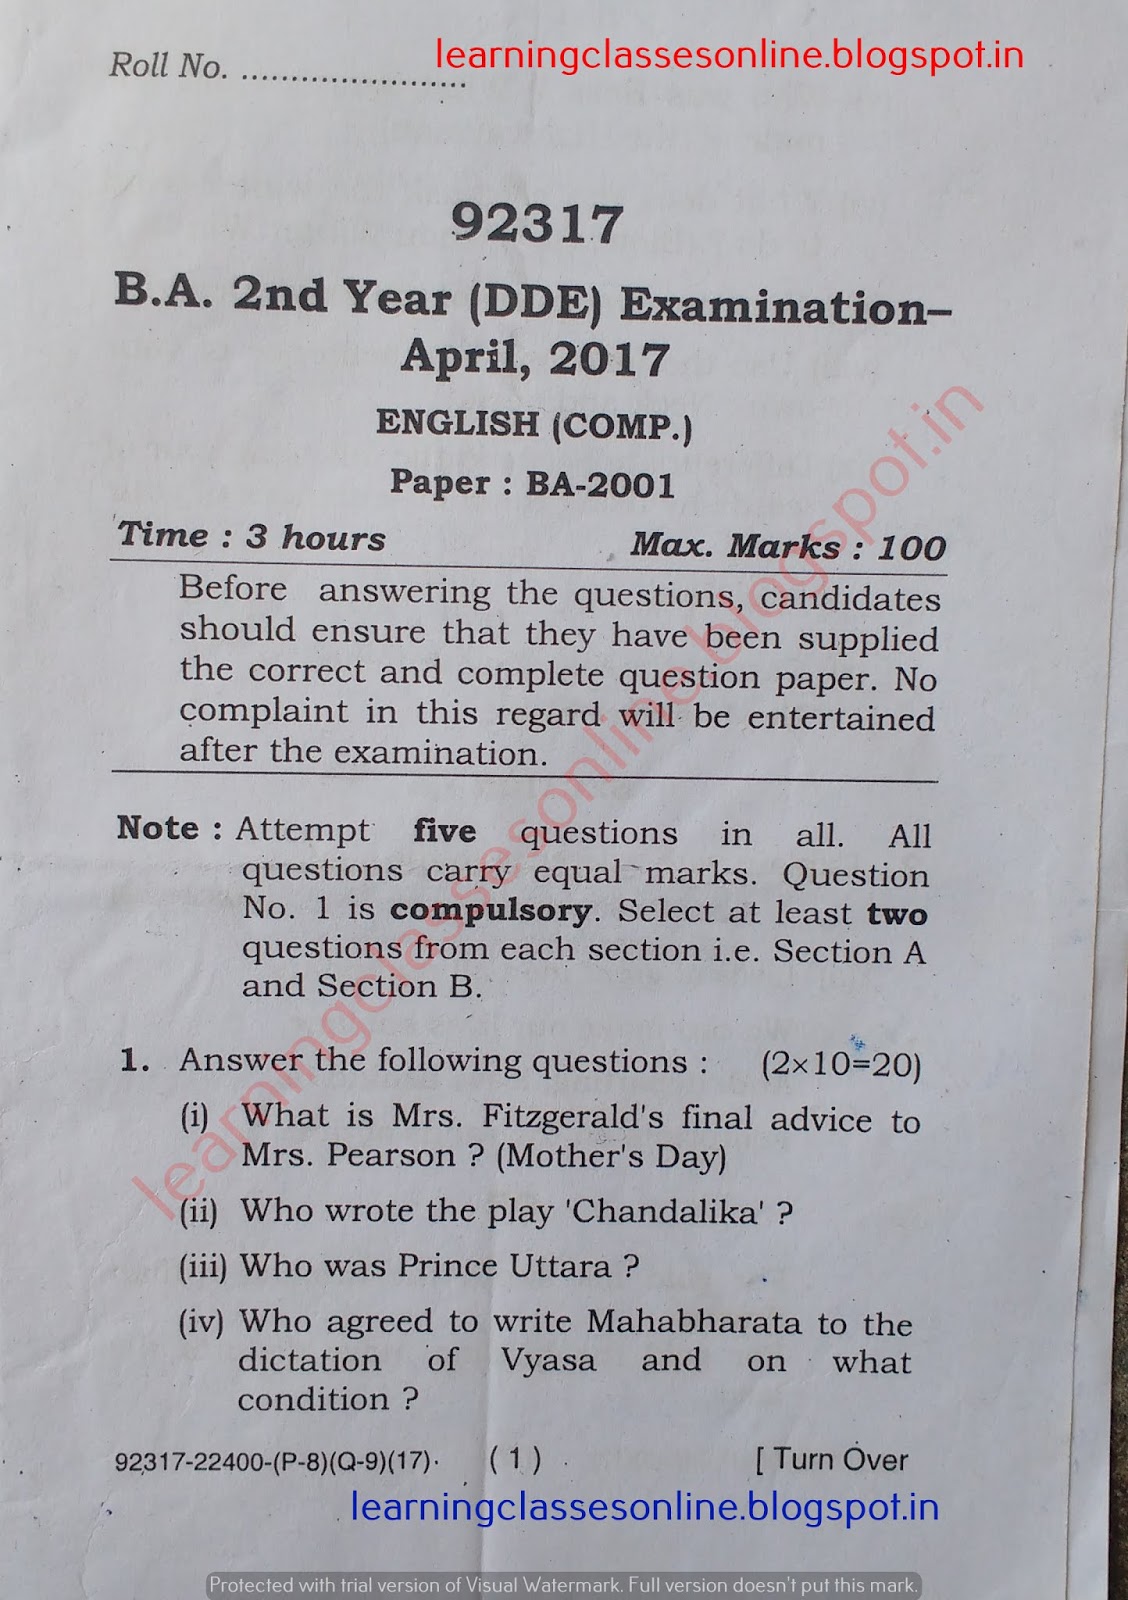 learningclassesonline.blogspot.in
Roll No. .......................
92317
B.A. 2nd Year (DDE) Examination–
April, 2017
ENGLISH (COMP.)
Paper : BA-2001
Time : 3 hours Max. Marks : 100
Before answering the questions, candidates
should ensure that they have been supplied
the correct and complete question paper. No
complaint in this regard will be entertained
after the examination.
Note : Attempt five questions in all. All
questions carry equal marks. Question
No. 1 is compulsory. Select at least two
questions from each section i.e. Section A
and Section B.
1. Answer the following questions : (2×10=20)
(i) What is Mrs. Fitzgerald's final advice to
Mrs. Pearson ? (Mother's Day)
(ii) Who wrote the play 'Chandalika' ?
(iii) Who was Prince Uttara ?
(iv) Who agreed to write Mahabharata to the
dictation of Vyasa and on what
condition ?
92317-22400-(P-8)(Q-9)(17) (1) [ Turn Over
learningclassesonline.blogspot.in
learningclassesonline.blogspot.in
Protected with trial version of Visual Watermark. Full version doesn't put this mark.